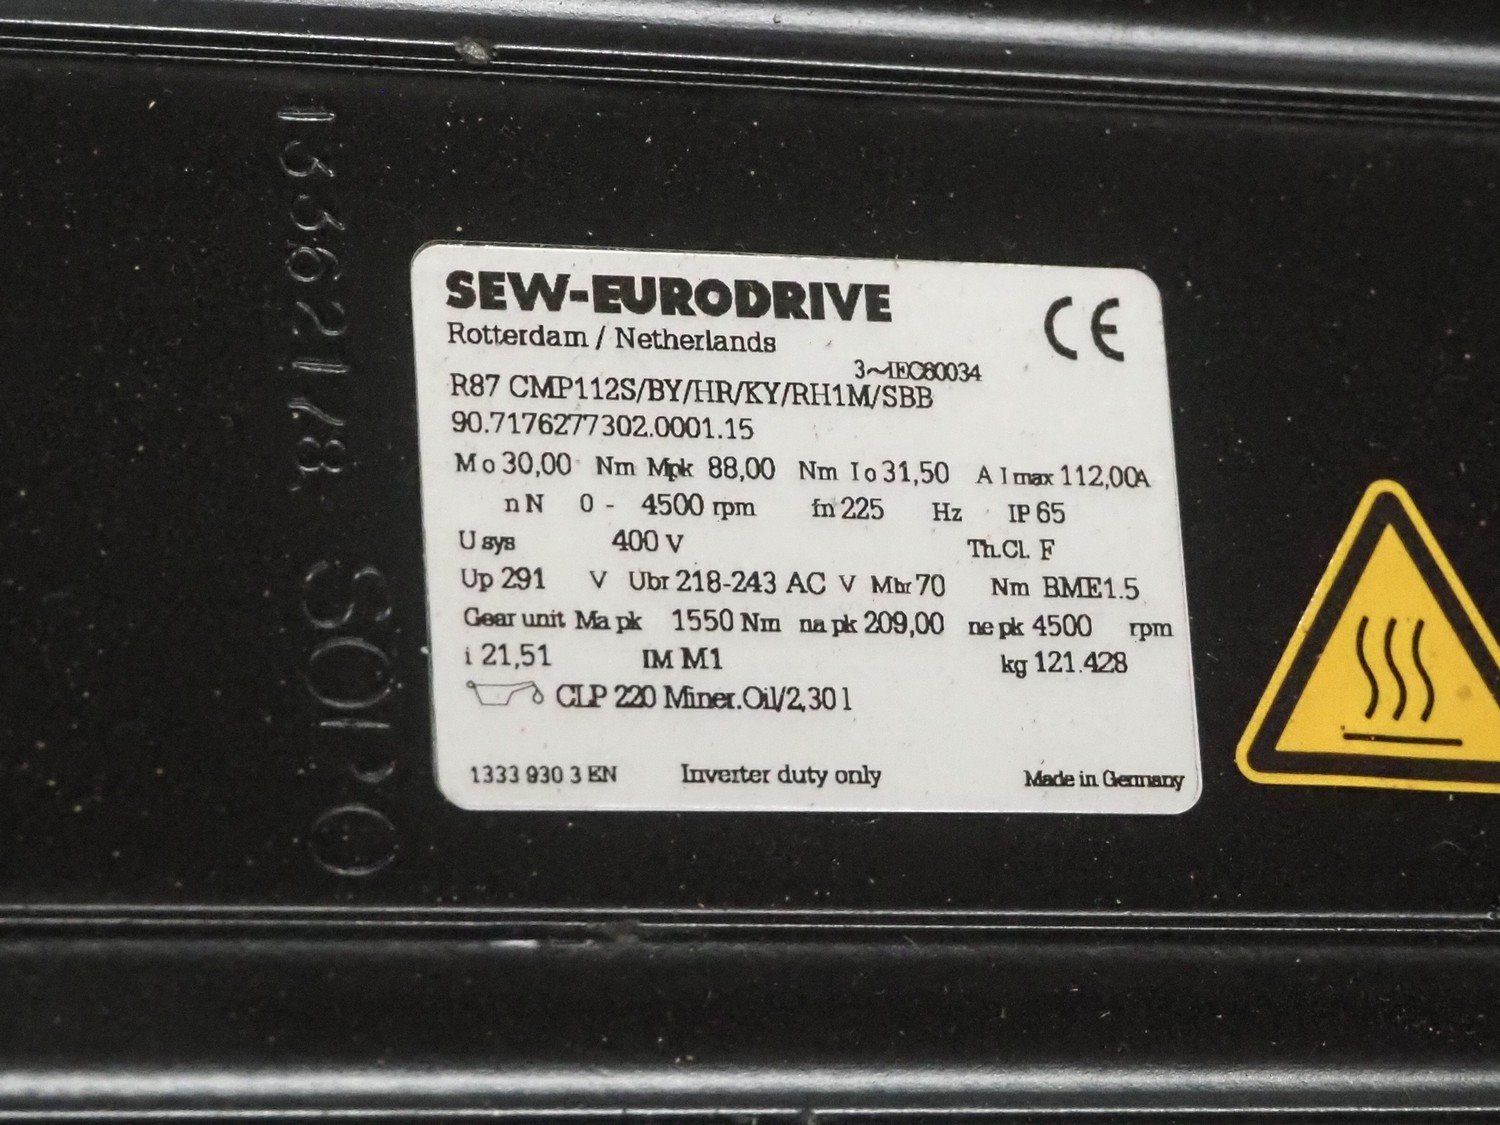 SEW-EURODRIVE
CE
Rotterdam / Netherlands
3~IEC60034
R87 CMP112S/BY/HR/KY/RH1M/SBB
90.7176277302.0001.15
Mo 30,00 Nm Mpk 88,00 Nm Io 31,50 A Imax 112,00A
nN 0 - 4500 rpm fn 225 Hz IP 65
Usys 400 V Th.Cl. F
Up 291 V Ubr 218-243 AC V Mbr 70 Nm BME1.5
Gear unit Ma pk 1550 Nm na pk 209,00 ne pk 4500 rpm
i 21,51 IM M1 kg 121.428
CLP 220 Miner.Oil/2,30 l
1333 930 3 EN Inverter duty only Made in Germany
13362178